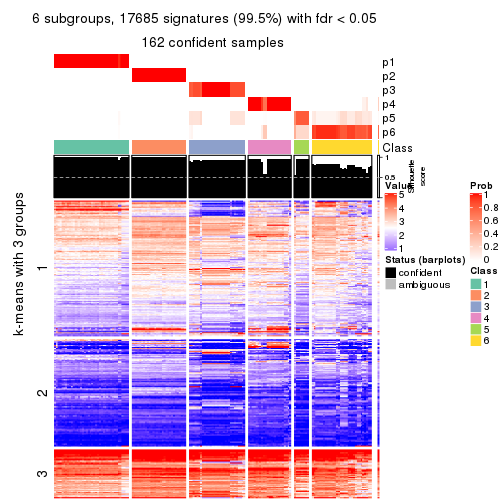 6 subgroups, 17685 signatures (99.5%) with fdr < 0.05
162 confident samples
p1
p2
p3
p4
p5
p6
Class
1
0.5
0
Silhouette
score
k-means with 3 groups
1
2
3
Value
5
4
3
2
1
Status (barplots)
confident
ambiguous
Prob
1
0.8
0.6
0.4
0.2
0
Class
1
2
3
4
5
6